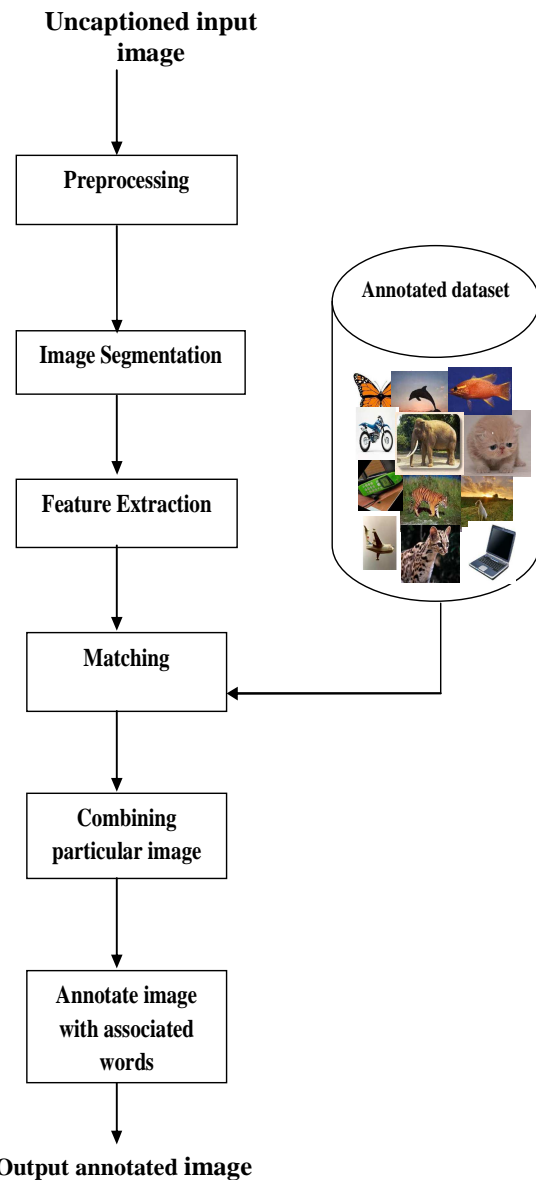 Uncaptioned input
image
Preprocessing
Annotated dataset
Image Segmentation
Feature Extraction
Matching
Combining
particular image
Annotate image
with associated
words
Output annotated image